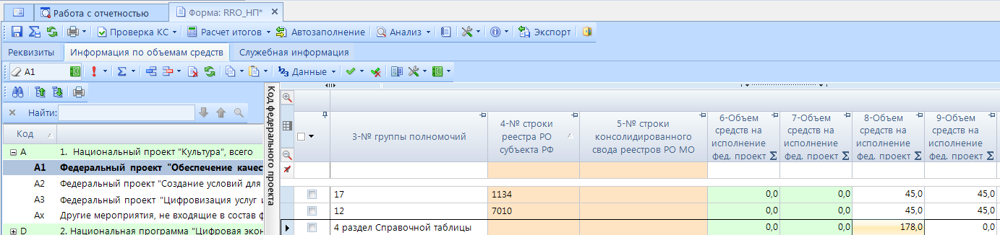 Работа с отчетностью
Форма: RRO_НП*
Проверка КС
Расчет итогов
Автозаполнение
Анализ
Экспорт
Реквизиты
Информация по объемам средств
Служебная информация
А1
Данные
Найти:
Код федерального проекта
Код
А 1. Национальный проект "Культура", всего
А1 Федеральный проект "Обеспечение качест
А2 Федеральный проект "Создание условий для
А3 Федеральный проект "Цифровизация услуг и
Ах Другие мероприятия, не входящие в состав ф
D 2. Национальная программа "Цифровая экон
3-№ группы полномочий
4-№ строки
реестра РО
субъекта РФ
5-№ строки
консолидированного
свода реестров РО МО
6-Объем
средств на
исполнение
фед. проект Σ
7-Объем
средств на
исполнение
фед. проект Σ
8-Объем
средств на
исполнение
фед. проект Σ
9-Объем
средств на
исполнение
фед. проект Σ
17 1134 0,0 0,0 45,0 45,0
12 7010 0,0 0,0 45,0 45,0
4 раздел Справочной таблицы 0,0 0,0 178,0 0,0